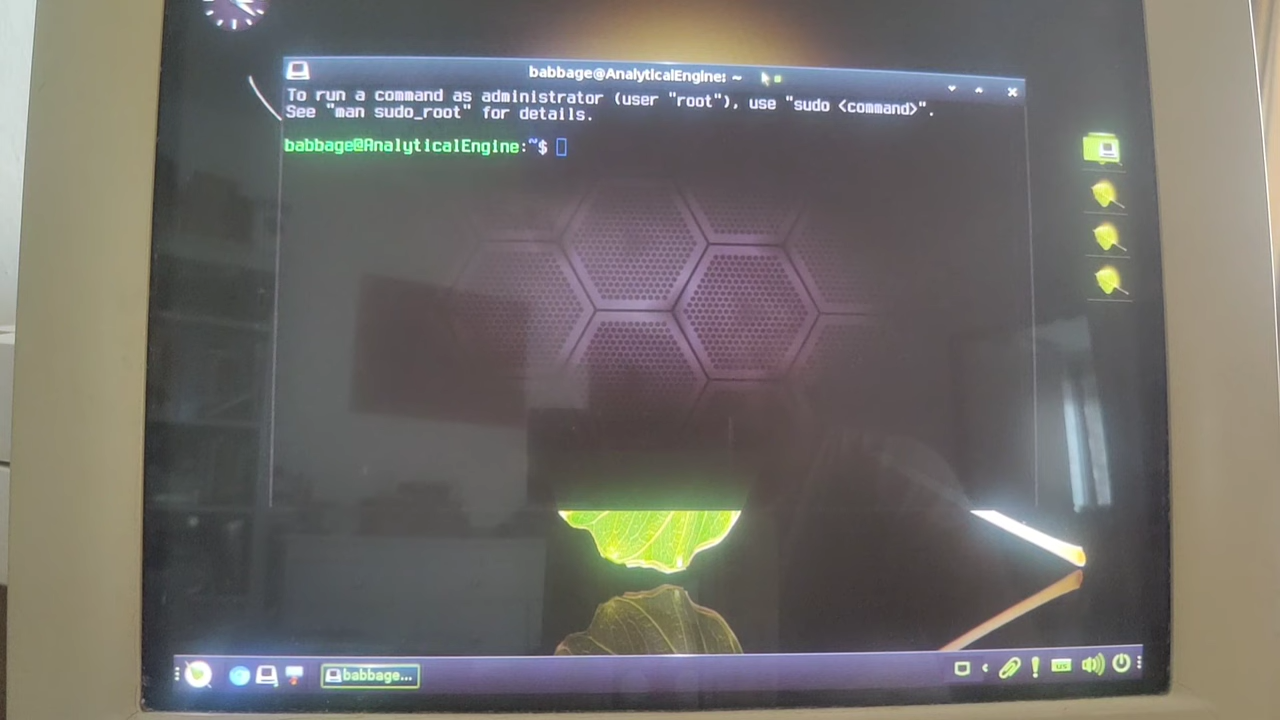 babbage@AnalyticalEngine: ~
To run a command as administrator (user "root"), use "sudo <command>".
See "man sudo_root" for details.
babbage@AnalyticalEngine:~$
babbage...